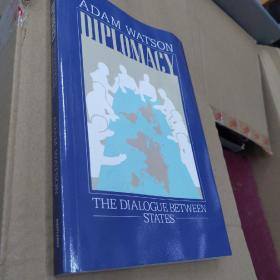 ADAM WATSON
DIPLOMACY
THE DIALOGUE BETWEEN
STATES